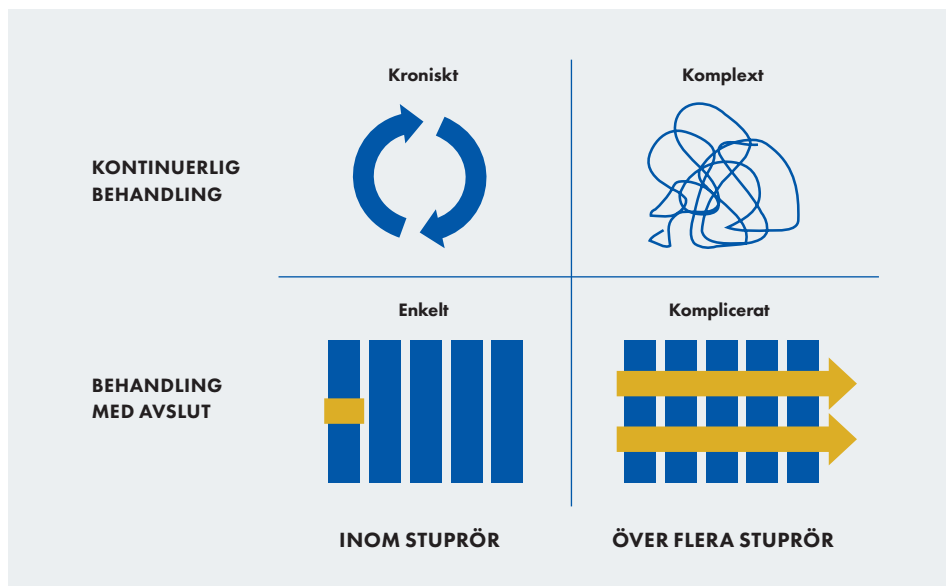 Kroniskt
Komplext
KONTINUERLIG
BEHANDLING
Enkelt
Komplicerat
BEHANDLING
MED AVSLUT
INOM STUPRÖR
ÖVER FLERA STUPRÖR